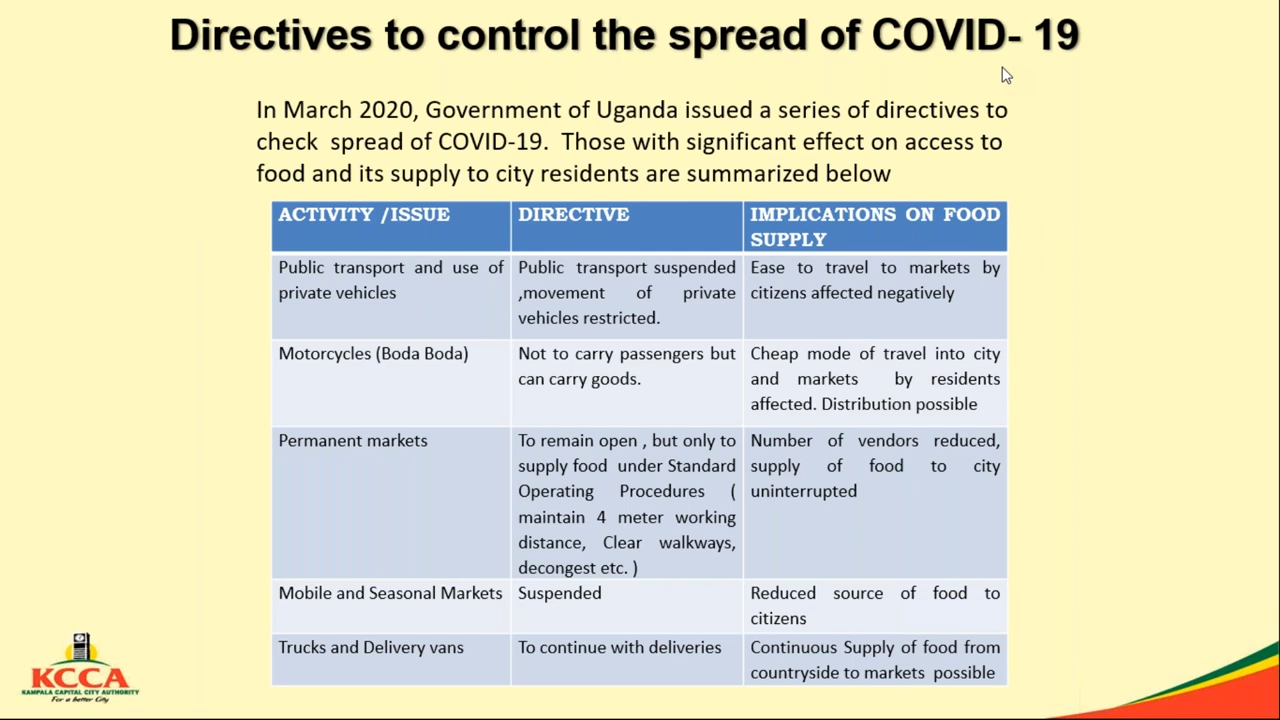 Directives to control the spread of COVID- 19
In March 2020, Government of Uganda issued a series of directives to
check spread of COVID-19. Those with significant effect on access to
food and its supply to city residents are summarized below
ACTIVITY /ISSUE
DIRECTIVE
IMPLICATIONS ON FOOD
SUPPLY
Public transport and use of
private vehicles
Public transport suspended
,movement of private
vehicles restricted.
Ease to travel to markets by
citizens affected negatively
Motorcycles (Boda Boda)
Not to carry passengers but
can carry goods.
Cheap mode of travel into city
and markets by residents
affected. Distribution possible
Permanent markets
To remain open , but only to
supply food under Standard
Operating Procedures (
maintain 4 meter working
distance, Clear walkways,
decongest etc. )
Number of vendors reduced,
supply of food to city
uninterrupted
Mobile and Seasonal Markets
Suspended
Reduced source of food to
citizens
Trucks and Delivery vans
To continue with deliveries
Continuous Supply of food from
countryside to markets possible
KCCA
KAMPALA CAPITAL CITY AUTHORITY
For a better City